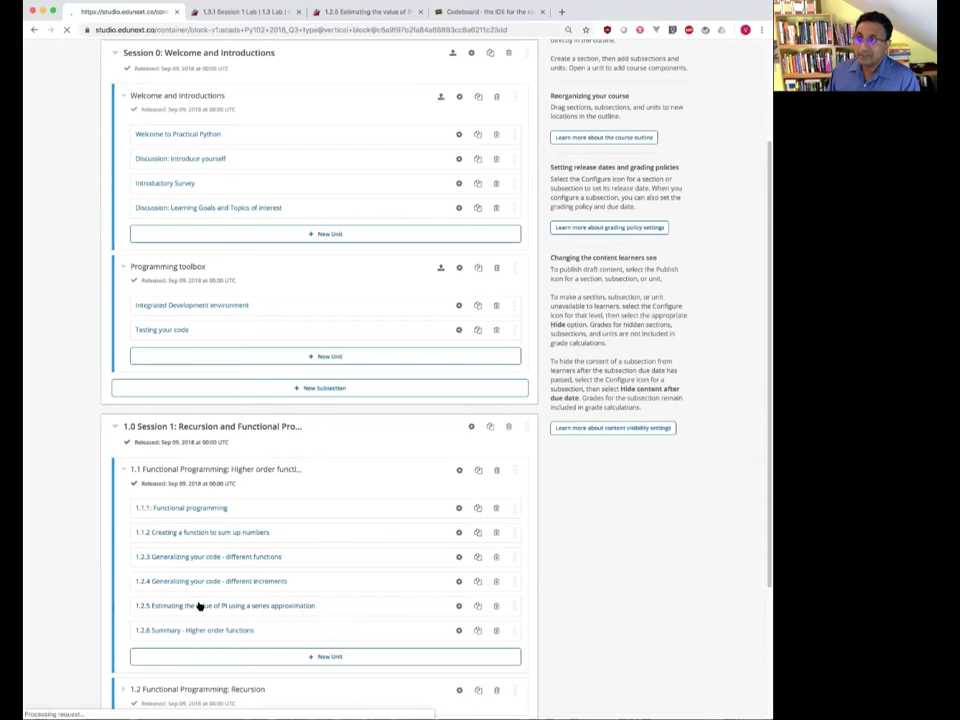 https://studio.edunext.co/con
1.3.1 Session 1 Lab | 1.3 Lab |
1.2.5 Estimating the value of P
Codeboard - the IDE for the c
studio.edunext.co/container/block-v1:scads+Py102+2018_Q3+type@vertical+block@c5e9f97b2fa84a68893cc8a6211c23dd
Session 0: Welcome and Introductions
Released: Sep 09, 2018 at 00:00 UTC
Welcome and introductions
Released: Sep 09, 2018 at 00:00 UTC
Welcome to Practical Python
Discussion: Introduce yourself
Introductory Survey
Discussion: Learning Goals and Topics of interest
+ New Unit
Programming toolbox
Released: Sep 09, 2018 at 00:00 UTC
Integrated Development environment
Testing your code
+ New Unit
+ New Subsection
1.0 Session 1: Recursion and Functional Pro...
Released: Sep 09, 2018 at 00:00 UTC
1.1 Functional Programming: Higher order functi...
Released: Sep 09, 2018 at 00:00 UTC
1.1.1: Functional programming
1.1.2 Creating a function to sum up numbers
1.2.3 Generalizing your code - different functions
1.2.4 Generalizing your code - different increments
1.2.5 Estimating the value of PI using a series approximation
1.2.6 Summary - Higher order functions
+ New Unit
1.2 Functional Programming: Recursion
Released: Sep 09, 2018 at 00:00 UTC
Processing request...
directly in the outline.
Create a section, then add subsections and
units. Open a unit to add course components.
Reorganizing your course
Drag sections, subsections, and units to new
locations in the outline.
Learn more about the course outline
Setting release dates and grading policies
Select the Configure icon for a section or
subsection to set its release date. When you
configure a subsection, you can also set the
grading policy and due date.
Learn more about grading policy settings
Changing the content learners see
To publish draft content, select the Publish
icon for a section, subsection, or unit.
To make a section, subsection, or unit
unavailable to learners, select the Configure
icon for that level, then select the appropriate
Hide option. Grades for hidden sections,
subsections, and units are not included in
grade calculations.
To hide the content of a subsection from
learners after the subsection due date has
passed, select the Configure icon for a
subsection, then select Hide content after
due date. Grades for the subsection remain
included in grade calculations.
Learn more about content visibility settings